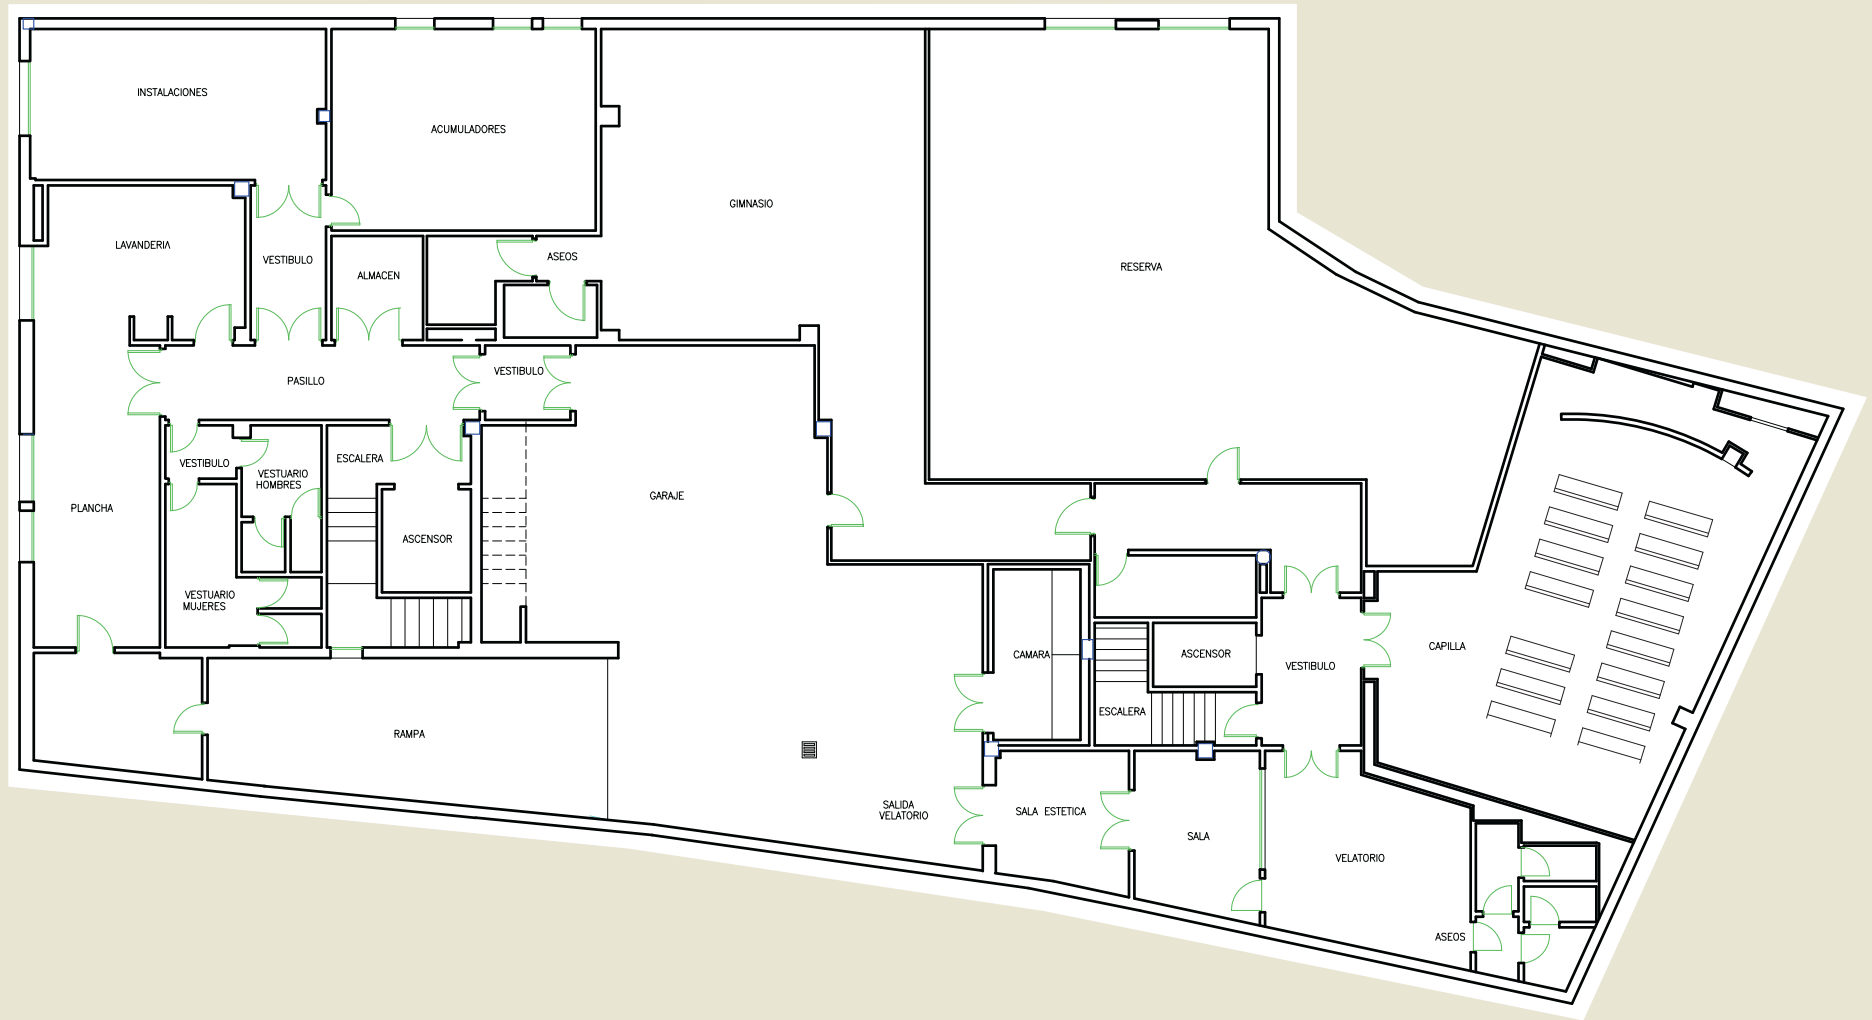 INSTALACIONES
ACUMULADORES
GIMNASIO
LAVANDERIA
VESTIBULO
ALMACEN
ASEOS
RESERVA
PASILLO
VESTIBULO
ESCALERA
VESTIBULO
VESTUARIO
HOMBRES
GARAJE
PLANCHA
ASCENSOR
VESTUARIO
MUJERES
CAMARA
ASCENSOR
VESTIBULO
CAPILLA
ESCALERA
RAMPA
SALIDA
VELATORIO
SALA ESTETICA
SALA
VELATORIO
ASEOS